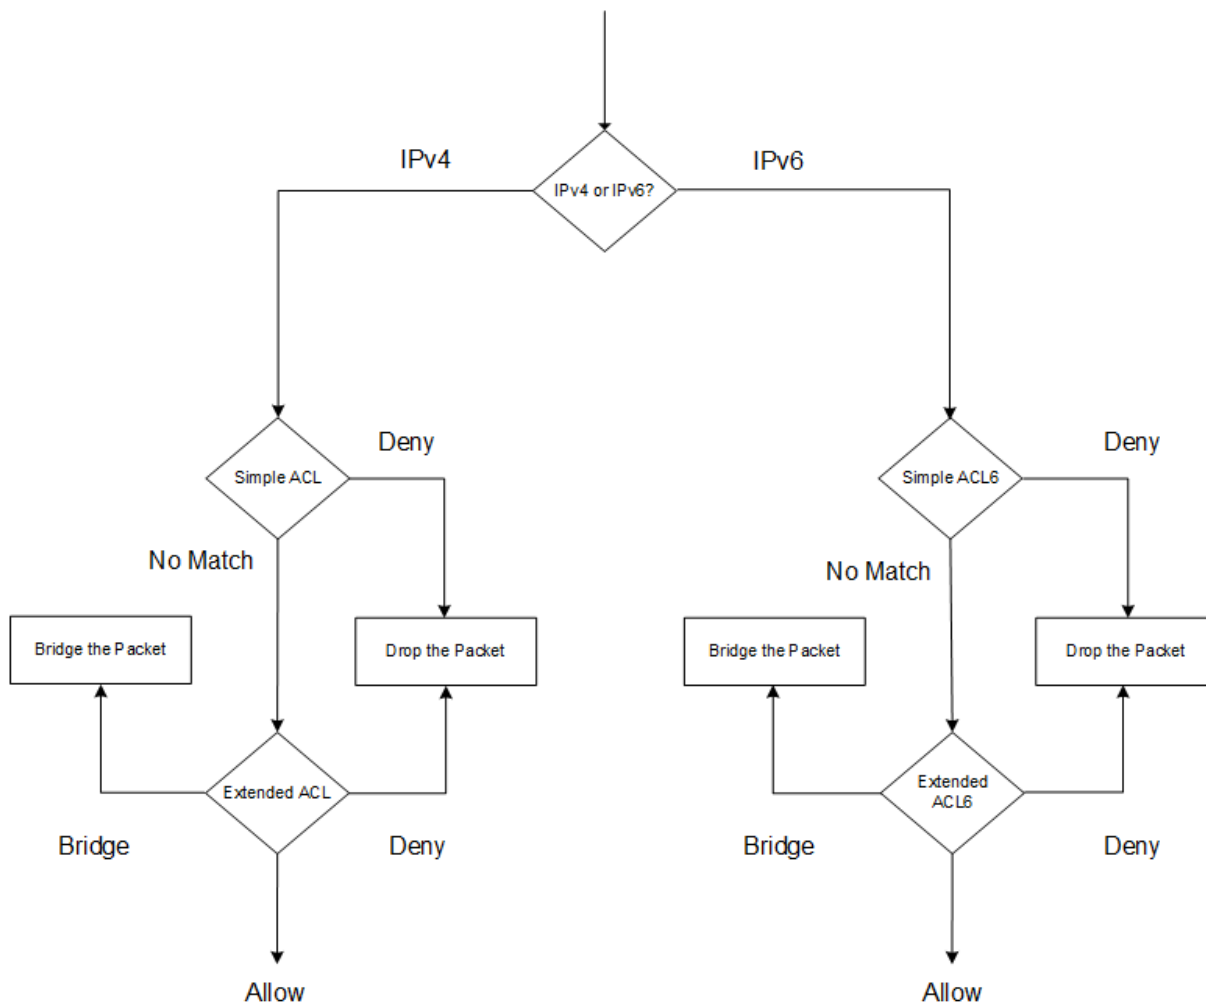 IPv4
IPv6
IPv4 or IPv6?
Deny
Deny
Simple ACL
Simple ACL6
No Match
No Match
Bridge the Packet
Drop the Packet
Bridge the Packet
Drop the Packet
Extended ACL
Extended
ACL6
Bridge
Deny
Bridge
Deny
Allow
Allow